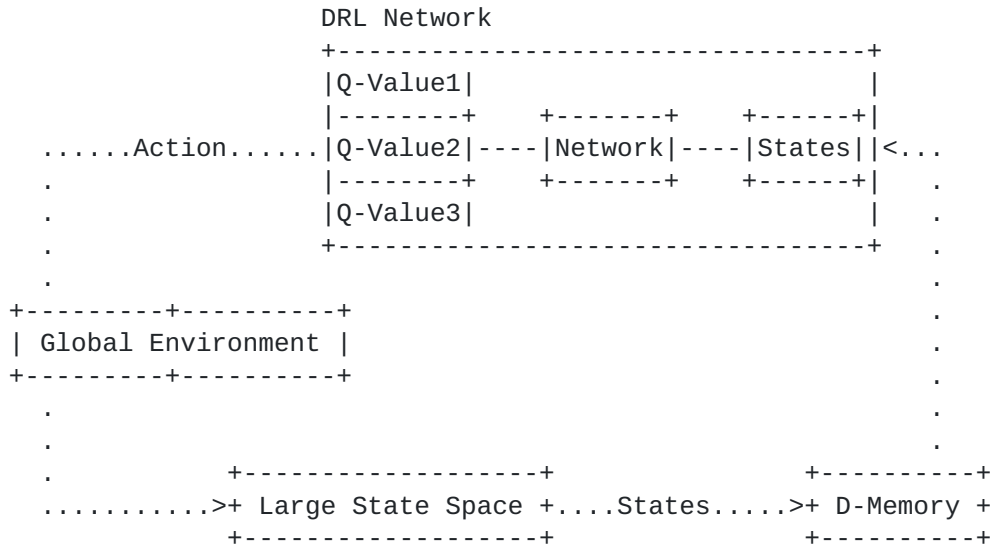 DRL Network
Q-Value1
Action Q-Value2 Network States
Q-Value3
Global Environment
Large State Space States D-Memory